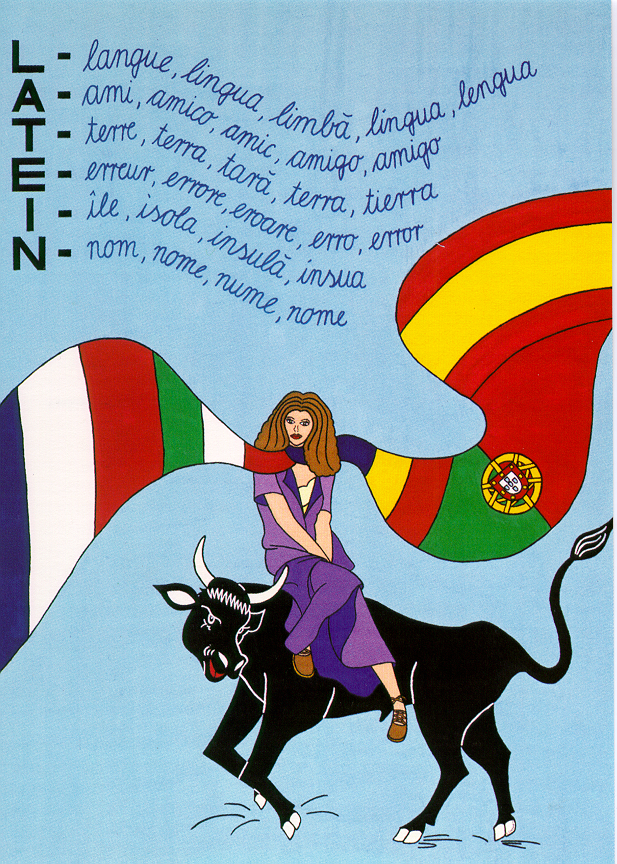 L - langue, lingua, limbă, lingua, lengua
A - ami, amico, amic, amigo, amigo
T - terre, terra, tară, terra, tierra
E - erreur, errore, eroare, erro, error
I - île, isola, insulă, insua
N - nom, nome, nume, nome